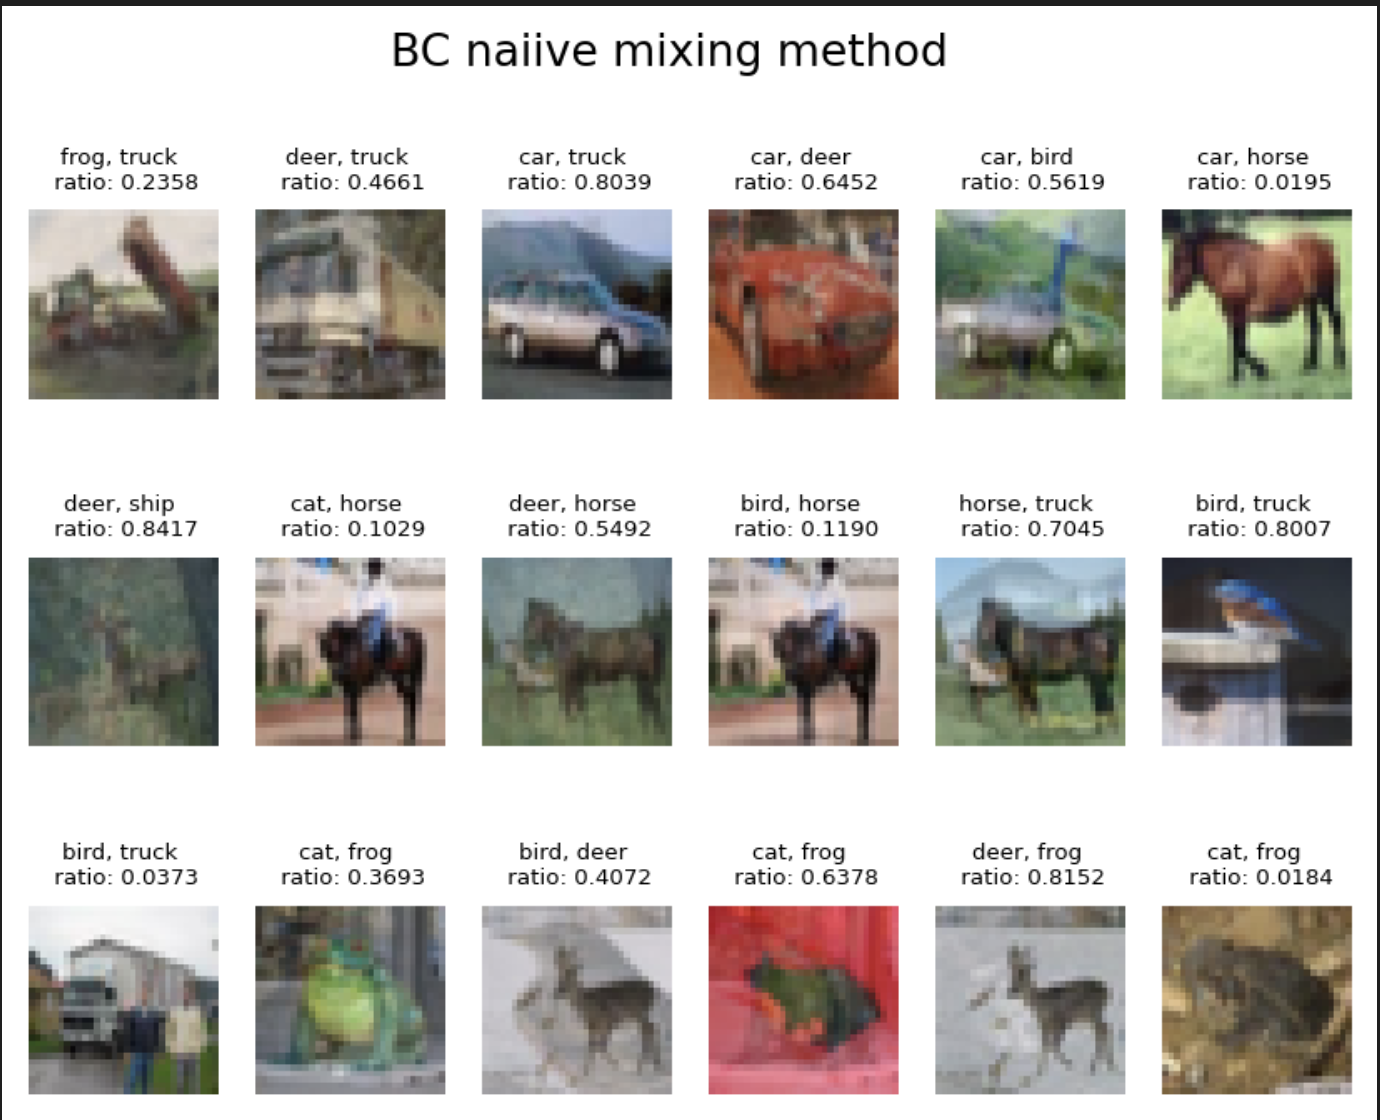 BC naiive mixing method
frog, truck
ratio: 0.2358
deer, truck
ratio: 0.4661
car, truck
ratio: 0.8039
car, deer
ratio: 0.6452
car, bird
ratio: 0.5619
car, horse
ratio: 0.0195
deer, ship
ratio: 0.8417
cat, horse
ratio: 0.1029
deer, horse
ratio: 0.5492
bird, horse
ratio: 0.1190
horse, truck
ratio: 0.7045
bird, truck
ratio: 0.8007
bird, truck
ratio: 0.0373
cat, frog
ratio: 0.3693
bird, deer
ratio: 0.4072
cat, frog
ratio: 0.6378
deer, frog
ratio: 0.8152
cat, frog
ratio: 0.0184